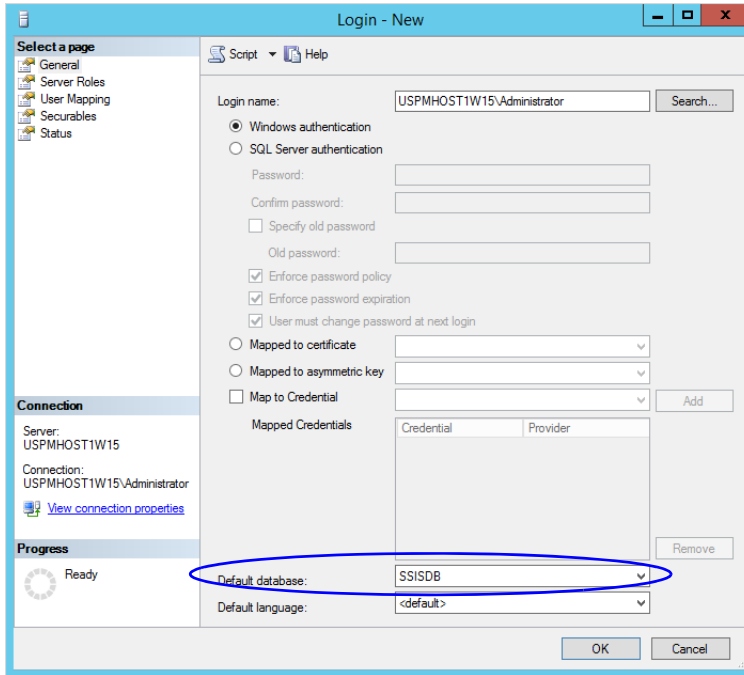 Login - New
Select a page
General
Server Roles
User Mapping
Securables
Status
Script
Help
Login name:
USPMHOST1W15\Administrator
Search...
Windows authentication
SQL Server authentication
Password:
Confirm password:
Specify old password
Old password:
Enforce password policy
Enforce password expiration
User must change password at next login
Mapped to certificate
Mapped to asymmetric key
Map to Credential
Add
Mapped Credentials
Credential Provider
Remove
Default database:
SSISDB
Default language:
<default>
Connection
Server:
USPMHOST1W15
Connection:
USPMHOST1W15\Administrator
View connection properties
Progress
Ready
OK
Cancel